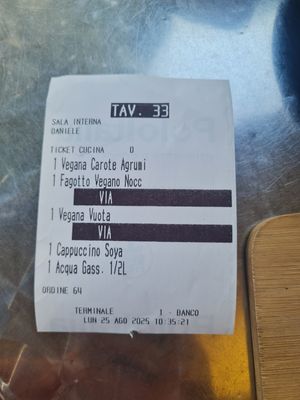 TAV. 33
SALA INTERNA
DANIELE
TICKET CUCINA 0
1 Vegana Carote Agrumi
1 Fagotto Vegano Nocc
VIA
1 Vegana Vuota
VIA
1 Cappuccino Soya
1 Acqua Gass. 1/2L
ORDINE 64
TERMINALE 1 - BANCO
LUN 25 AGO 2025 10:35:21